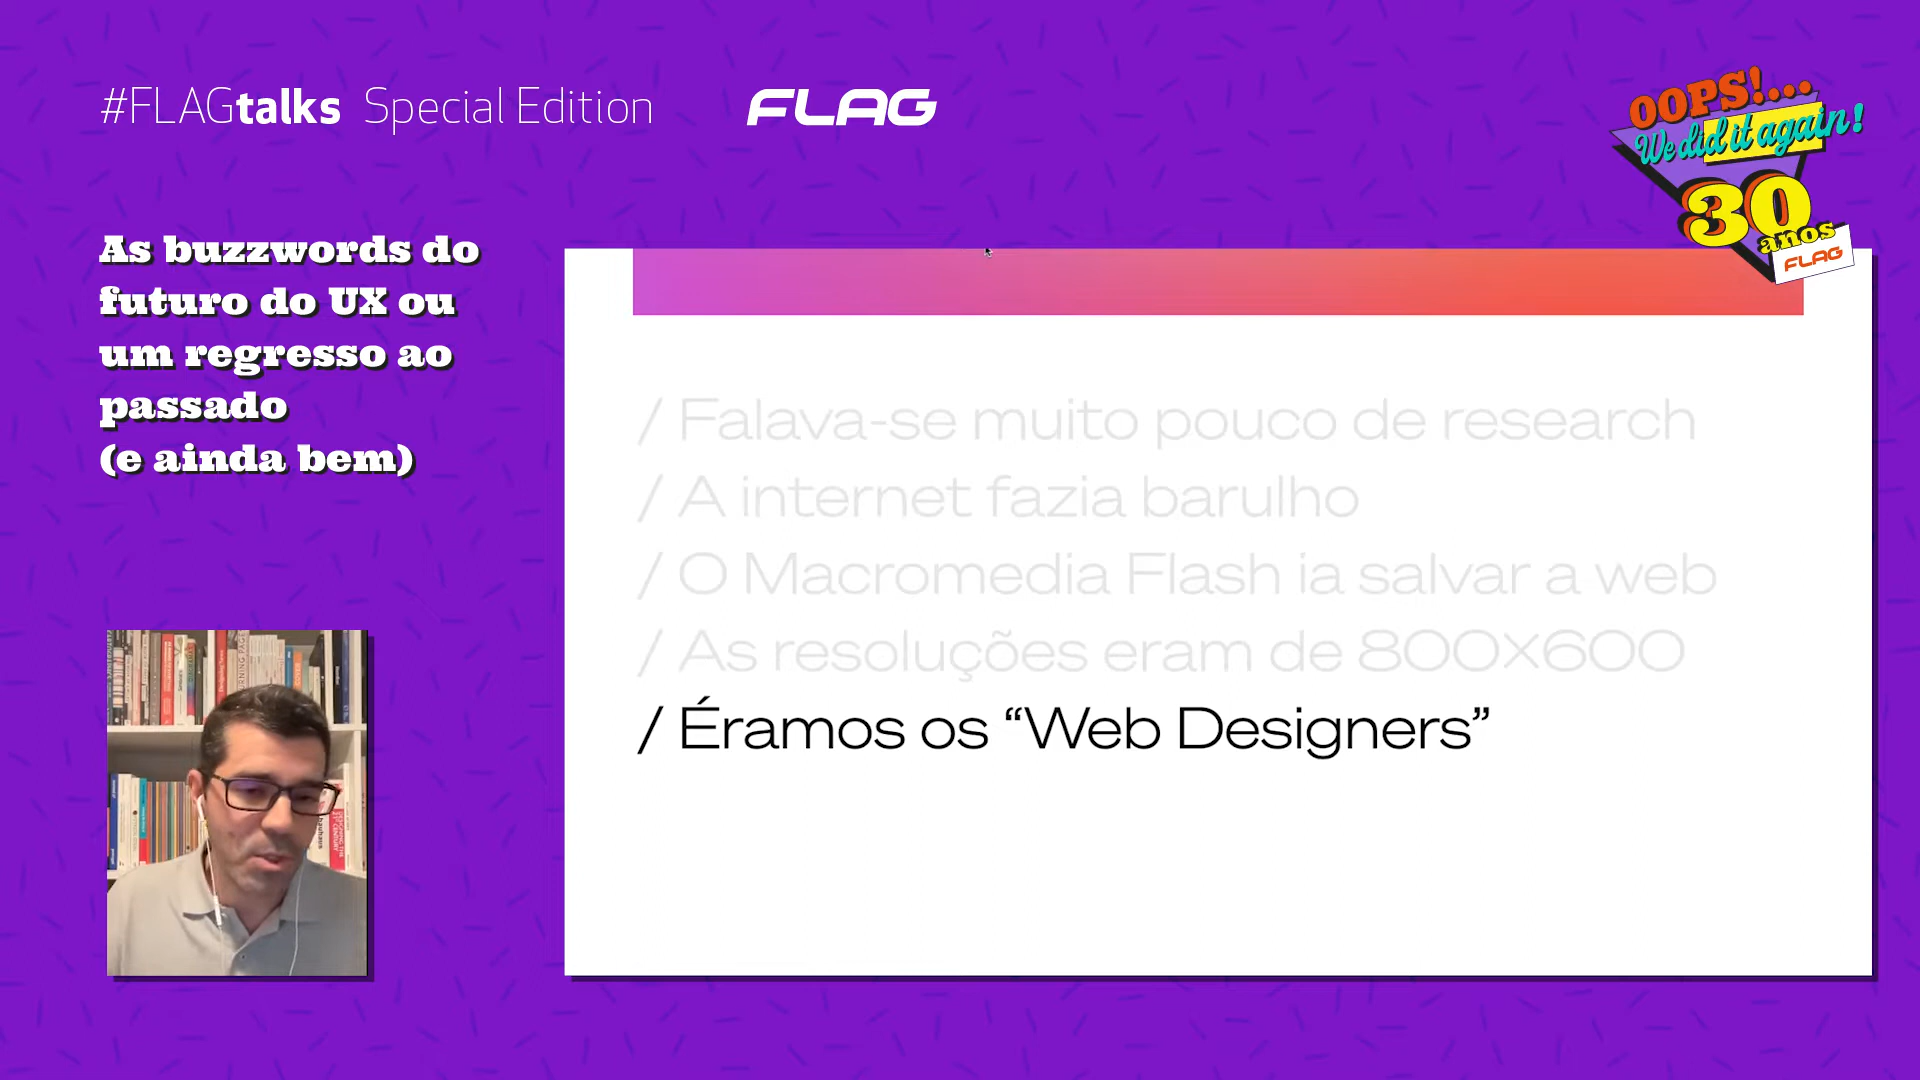 #FLAGtalks Special Edition
FLAG
OOPS!...
We did it again!
30
anos
FLAG
As buzzwords do
futuro do UX ou
um regresso ao
passado
(e ainda bem)
/ Falava-se muito pouco de research
/ A internet fazia barulho
/ O Macromedia Flash ia salvar a web
/ As resoluções eram de 800x600
/ Éramos os “Web Designers”